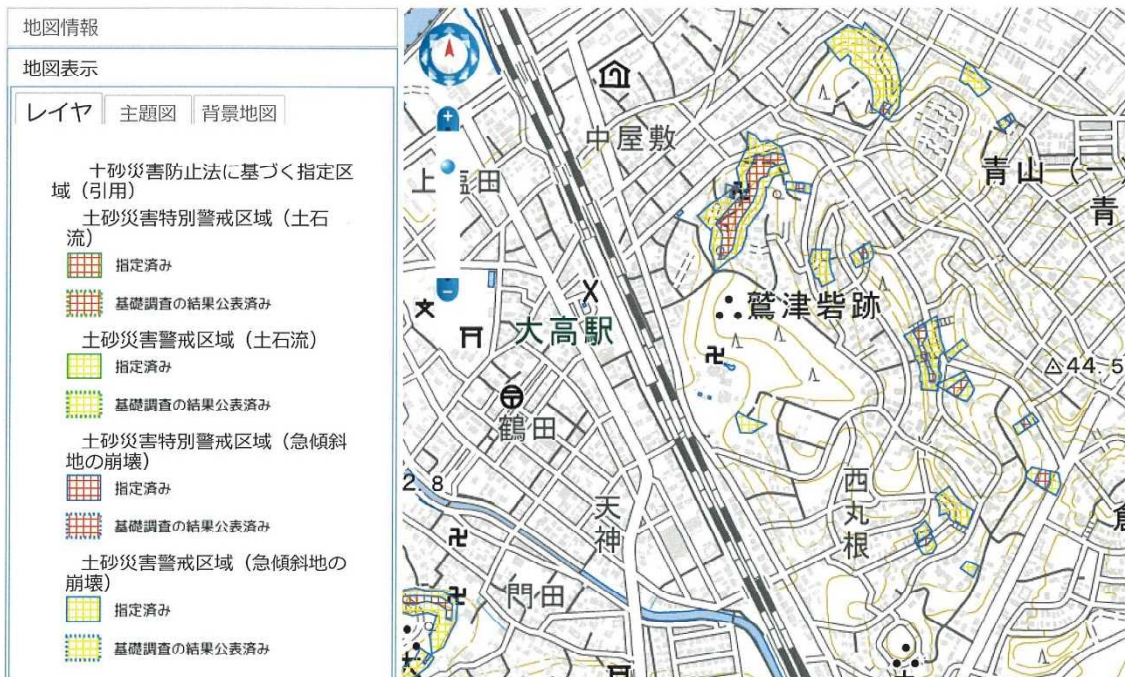 地図情報
地図表示
レイヤ 主題図 背景地図
土砂災害防止法に基づく指定区
域（引用）
土砂災害特別警戒区域（土石
流）
指定済み
基礎調査の結果公表済み
土砂災害警戒区域（土石流）
指定済み
基礎調査の結果公表済み
土砂災害特別警戒区域（急傾斜
地の崩壊）
指定済み
基礎調査の結果公表済み
土砂災害警戒区域（急傾斜地の
崩壊）
指定済み
基礎調査の結果公表済み
中屋敷
上塩田
青山（一）
青
鷲津砦跡
大高駅
44.5
鶴田
2.8
天神
西丸根
門田